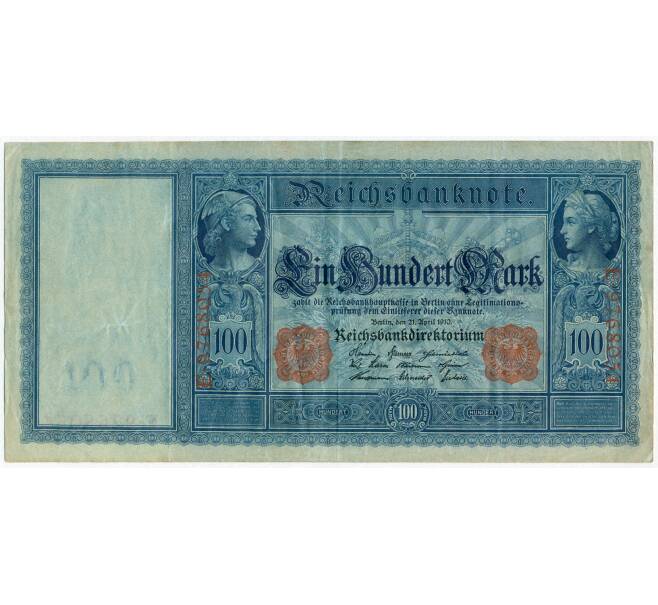 Reichsbanknote.
Ein Hundert Mark
zahlt die Reichsbankhauptkasse in Berlin ohne Legitimations-
prüfung dem Einlieferer dieser Banknote.
Berlin, den 21. April 1910.
Reichsbankdirektorium
100
100
HUNDERT
100
HUNDERT